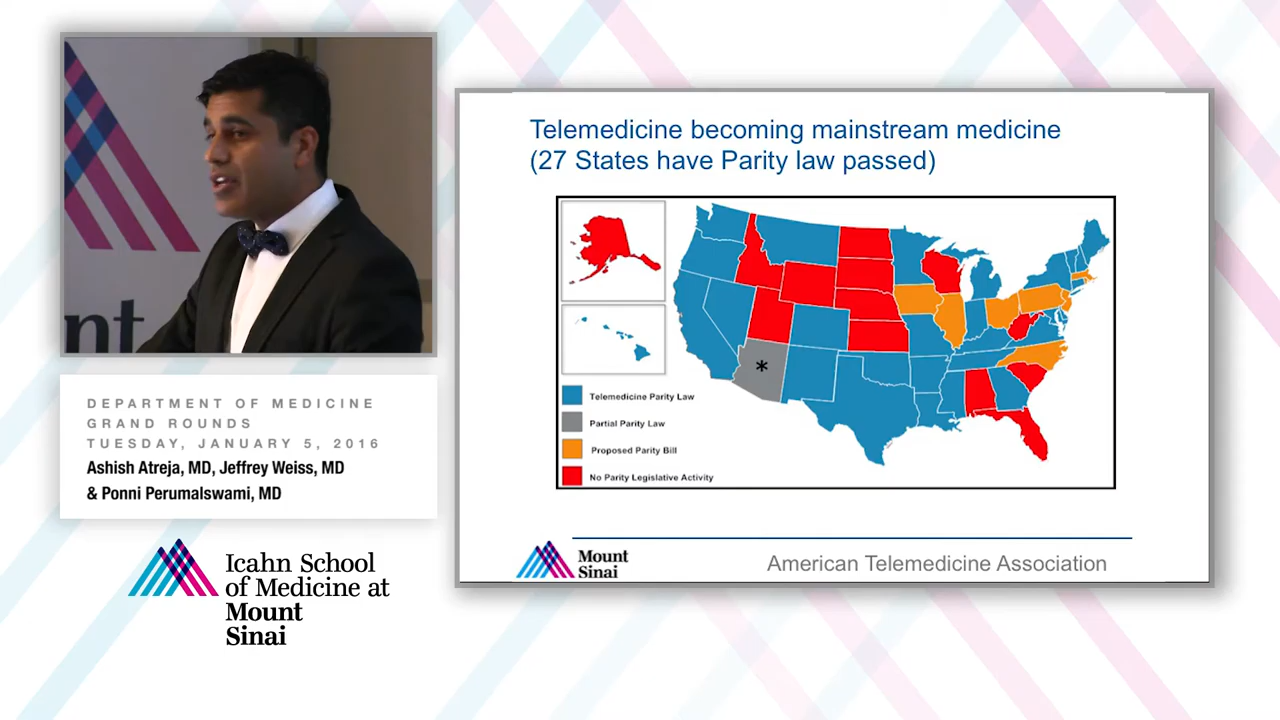 nt
DEPARTMENT OF MEDICINE
GRAND ROUNDS
TUESDAY, JANUARY 5, 2016
Ashish Atreja, MD, Jeffrey Weiss, MD
& Ponni Perumalswami, MD
Icahn School
of Medicine at
Mount
Sinai
Telemedicine becoming mainstream medicine
(27 States have Parity law passed)
*
Telemedicine Parity Law
Partial Parity Law
Proposed Parity Bill
No Parity Legislative Activity
Mount
Sinai
American Telemedicine Association